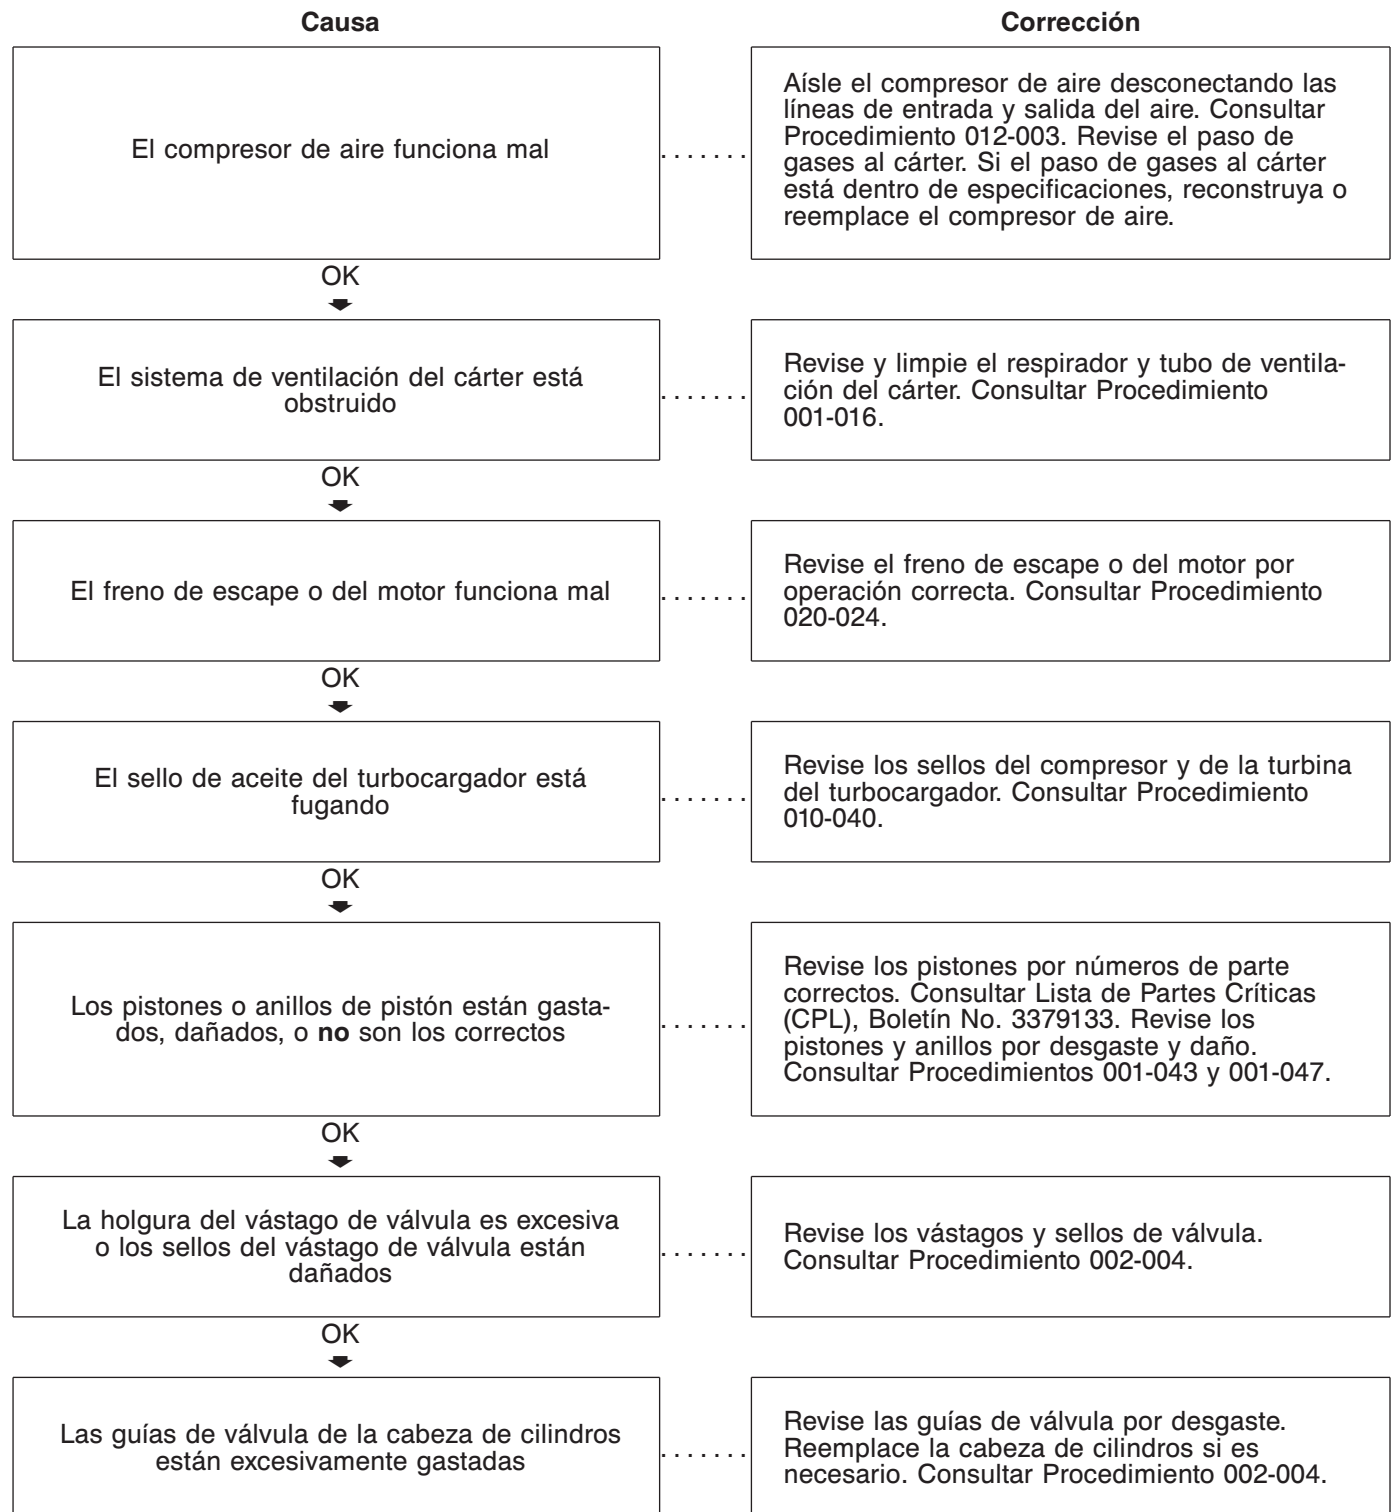 Causa
Corrección
El compresor de aire funciona mal
.......
Aísle el compresor de aire desconectando las
líneas de entrada y salida del aire. Consultar
Procedimiento 012-003. Revise el paso de
gases al cárter. Si el paso de gases al cárter
está dentro de especificaciones, reconstruya o
reemplace el compresor de aire.
OK
El sistema de ventilación del cárter está
obstruido
.......
Revise y limpie el respirador y tubo de ventila-
ción del cárter. Consultar Procedimiento
001-016.
OK
El freno de escape o del motor funciona mal
.......
Revise el freno de escape o del motor por
operación correcta. Consultar Procedimiento
020-024.
OK
El sello de aceite del turbocargador está
fugando
.......
Revise los sellos del compresor y de la turbina
del turbocargador. Consultar Procedimiento
010-040.
OK
Los pistones o anillos de pistón están gasta-
dos, dañados, o no son los correctos
.......
Revise los pistones por números de parte
correctos. Consultar Lista de Partes Críticas
(CPL), Boletín No. 3379133. Revise los
pistones y anillos por desgaste y daño.
Consultar Procedimientos 001-043 y 001-047.
OK
La holgura del vástago de válvula es excesiva
o los sellos del vástago de válvula están
dañados
.......
Revise los vástagos y sellos de válvula.
Consultar Procedimiento 002-004.
OK
Las guías de válvula de la cabeza de cilindros
están excesivamente gastadas
.......
Revise las guías de válvula por desgaste.
Reemplace la cabeza de cilindros si es
necesario. Consultar Procedimiento 002-004.